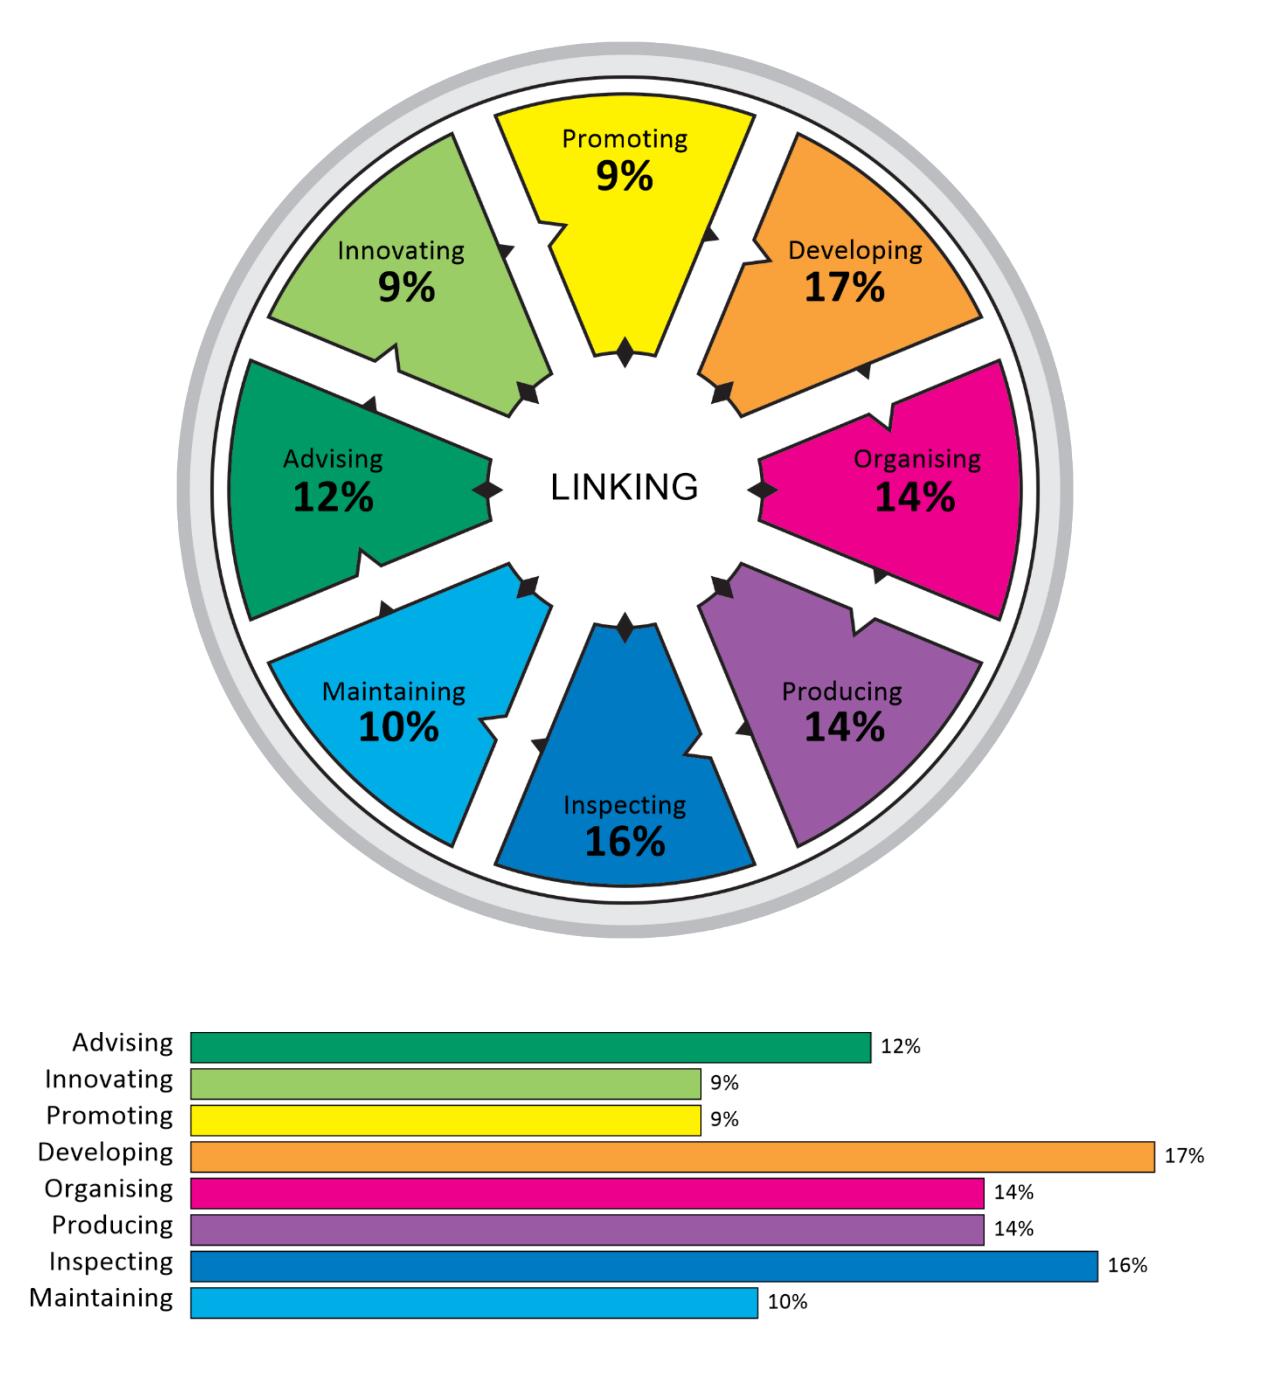 Promoting
9%
Innovating
9%
Developing
17%
Advising
12%
LINKING
Organising
14%
Maintaining
10%
Producing
14%
Inspecting
16%
Advising 12%
Innovating 9%
Promoting 9%
Developing 17%
Organising 14%
Producing 14%
Inspecting 16%
Maintaining 10%